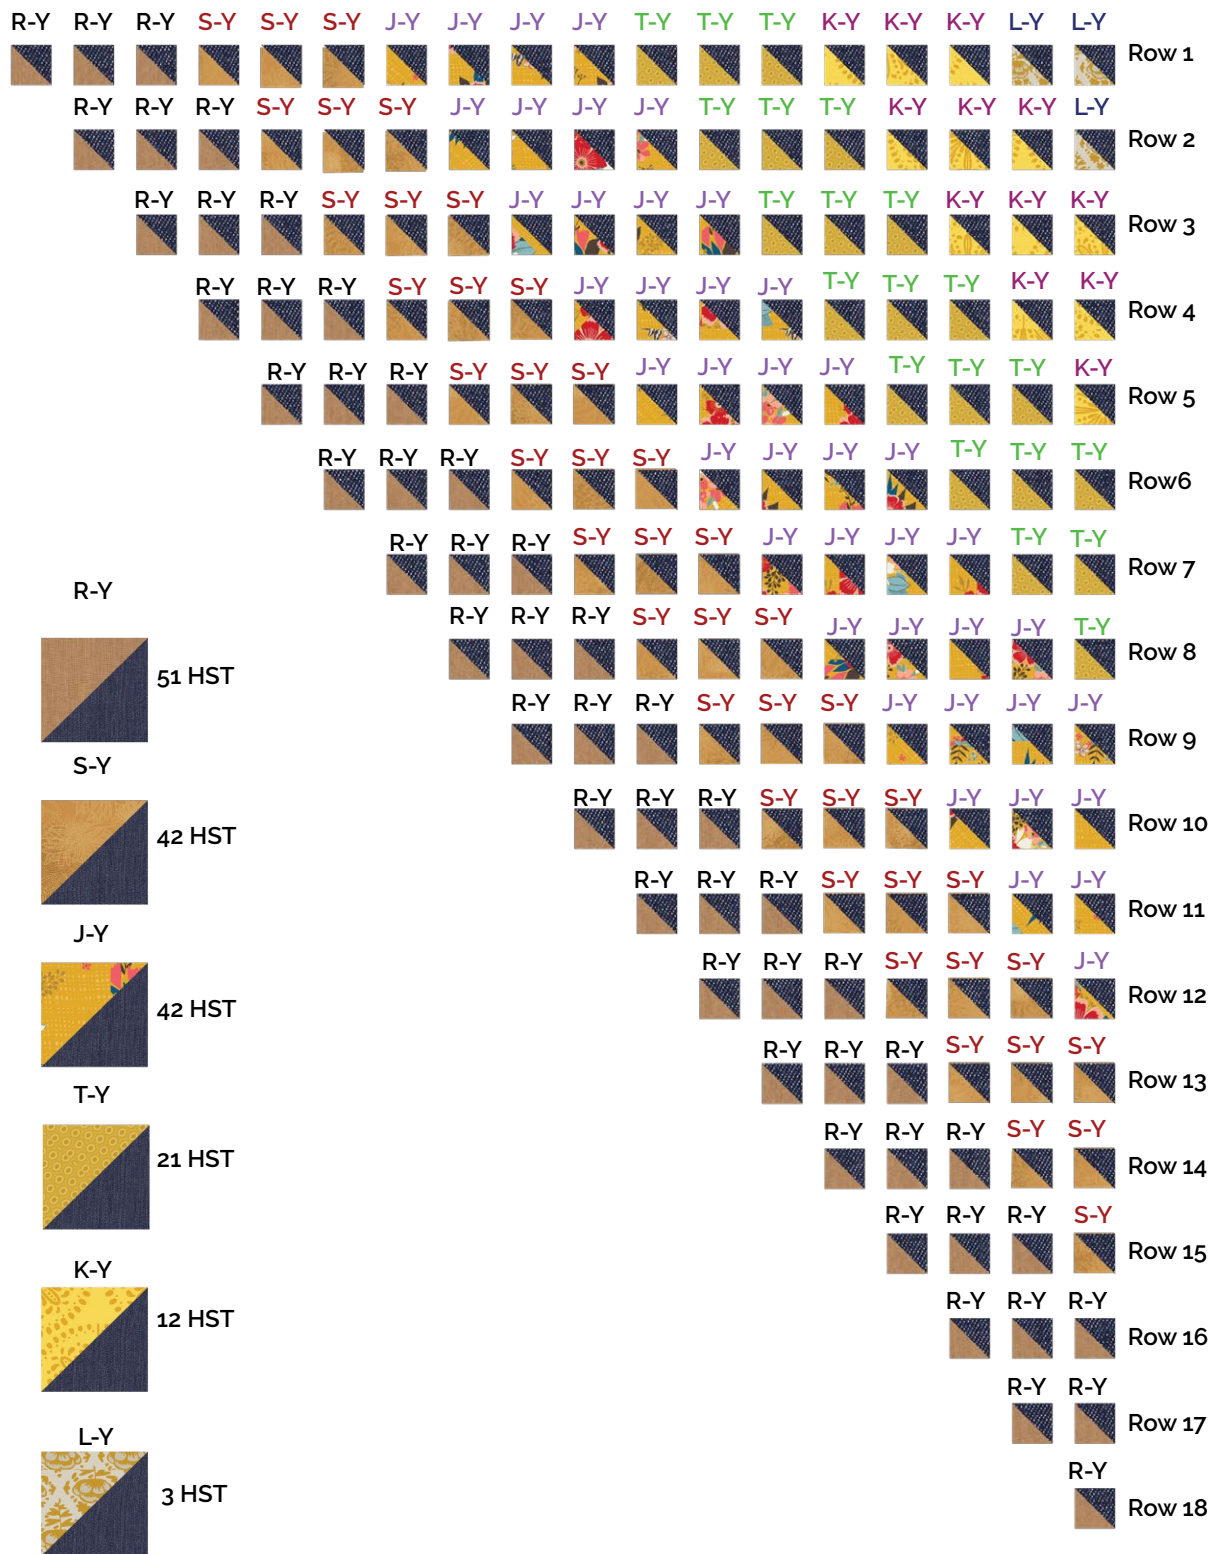 R-Y R-Y R-Y S-Y S-Y S-Y J-Y J-Y J-Y J-Y T-Y T-Y T-Y K-Y K-Y K-Y L-Y L-Y
Row 1
R-Y R-Y R-Y S-Y S-Y S-Y J-Y J-Y J-Y J-Y T-Y T-Y T-Y K-Y K-Y K-Y L-Y
Row 2
R-Y R-Y R-Y S-Y S-Y S-Y J-Y J-Y J-Y J-Y T-Y T-Y T-Y K-Y K-Y K-Y
Row 3
R-Y R-Y R-Y S-Y S-Y S-Y J-Y J-Y J-Y J-Y T-Y T-Y T-Y K-Y K-Y
Row 4
R-Y R-Y R-Y S-Y S-Y S-Y J-Y J-Y J-Y J-Y T-Y T-Y T-Y K-Y
Row 5
R-Y R-Y R-Y S-Y S-Y S-Y J-Y J-Y J-Y J-Y T-Y T-Y T-Y
Row6
R-Y R-Y R-Y S-Y S-Y S-Y J-Y J-Y J-Y J-Y T-Y T-Y
Row 7
R-Y R-Y R-Y S-Y S-Y S-Y J-Y J-Y J-Y J-Y T-Y
Row 8
R-Y R-Y R-Y S-Y S-Y S-Y J-Y J-Y J-Y J-Y
Row 9
R-Y R-Y R-Y S-Y S-Y S-Y J-Y J-Y J-Y
Row 10
R-Y R-Y R-Y S-Y S-Y S-Y J-Y J-Y
Row 11
R-Y R-Y R-Y S-Y S-Y S-Y J-Y
Row 12
R-Y R-Y R-Y S-Y S-Y S-Y
Row 13
R-Y R-Y R-Y S-Y S-Y
Row 14
R-Y R-Y R-Y S-Y
Row 15
R-Y R-Y R-Y
Row 16
R-Y R-Y
Row 17
R-Y
Row 18
R-Y
51 HST
S-Y
42 HST
J-Y
42 HST
T-Y
21 HST
K-Y
12 HST
L-Y
3 HST